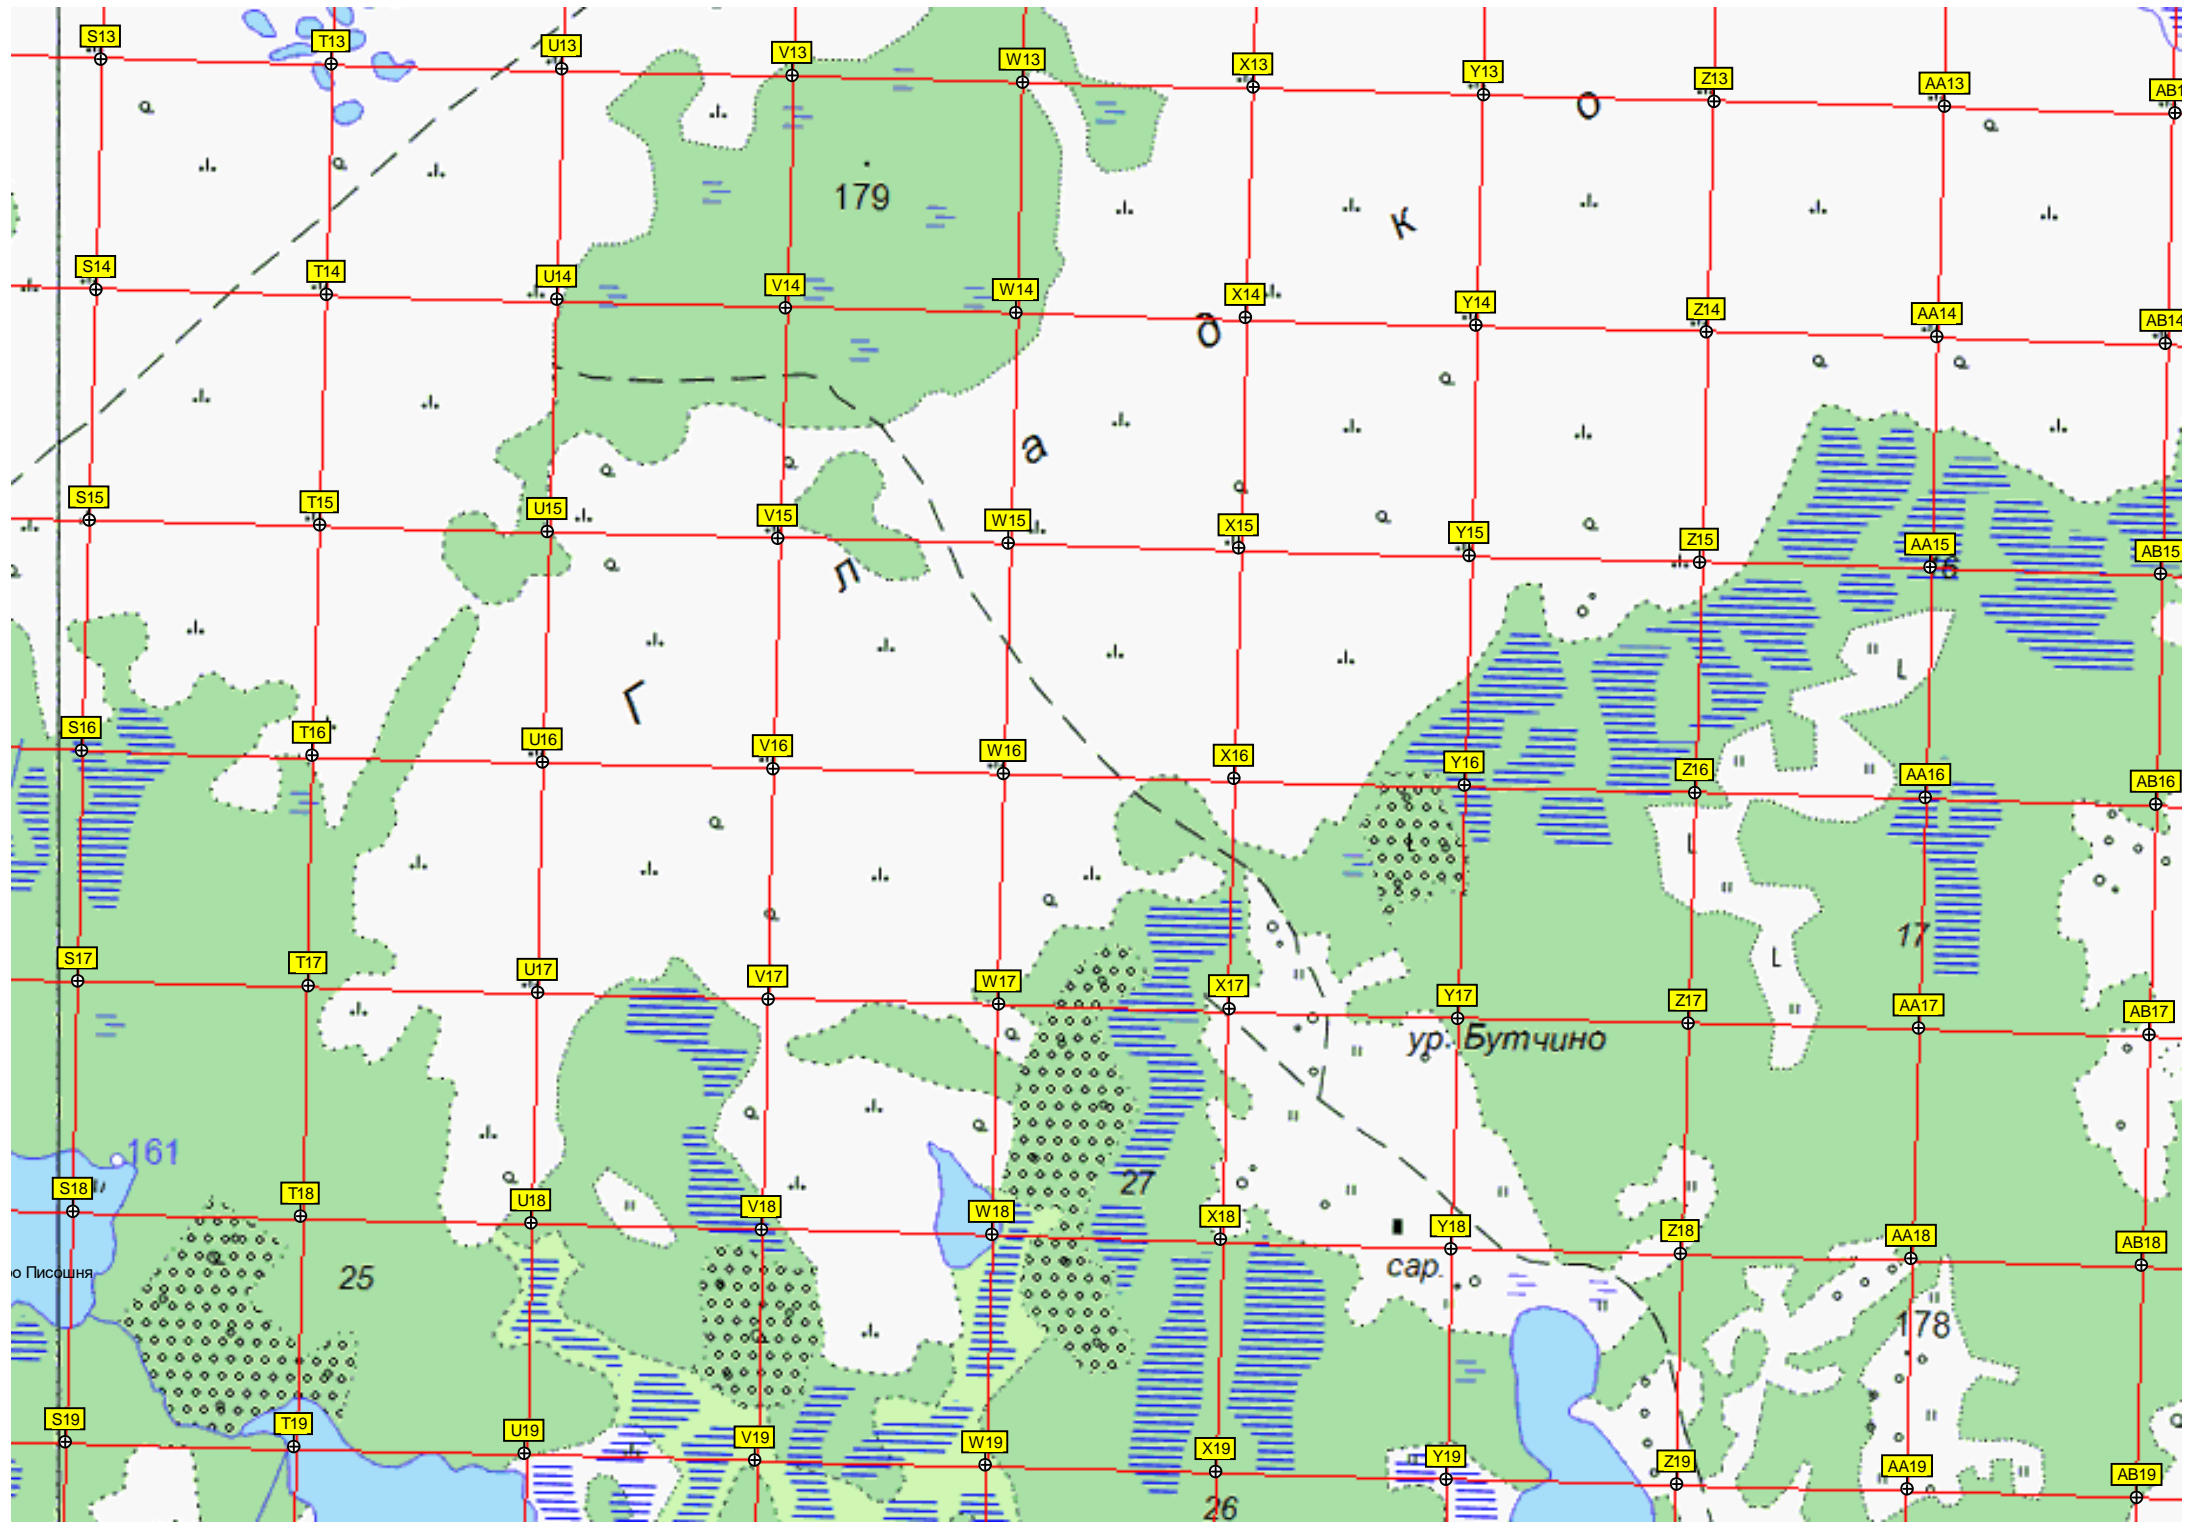 S13 T13 U13 V13 W13 X13 Y13 Z13 AA13 AB1
о
179
к
S14 T14 U14 V14 W14 X14 Y14 Z14 AA14 AB14
о
а
S15 T15 U15 V15 W15 X15 Y15 Z15 AA15 AB15
6
л
Г
S16 T16 U16 V16 W16 X16 Y16 Z16 AA16 AB16
17
S17 T17 U17 V17 W17 X17 Y17 Z17 AA17 AB17
ур. Бутчино
161
27
S18 T18 U18 V18 W18 X18 Y18 Z18 AA18 AB18
о Писошня
25
сар.
178
S19 T19 U19 V19 W19 X19 Y19 Z19 AA19 AB19
26